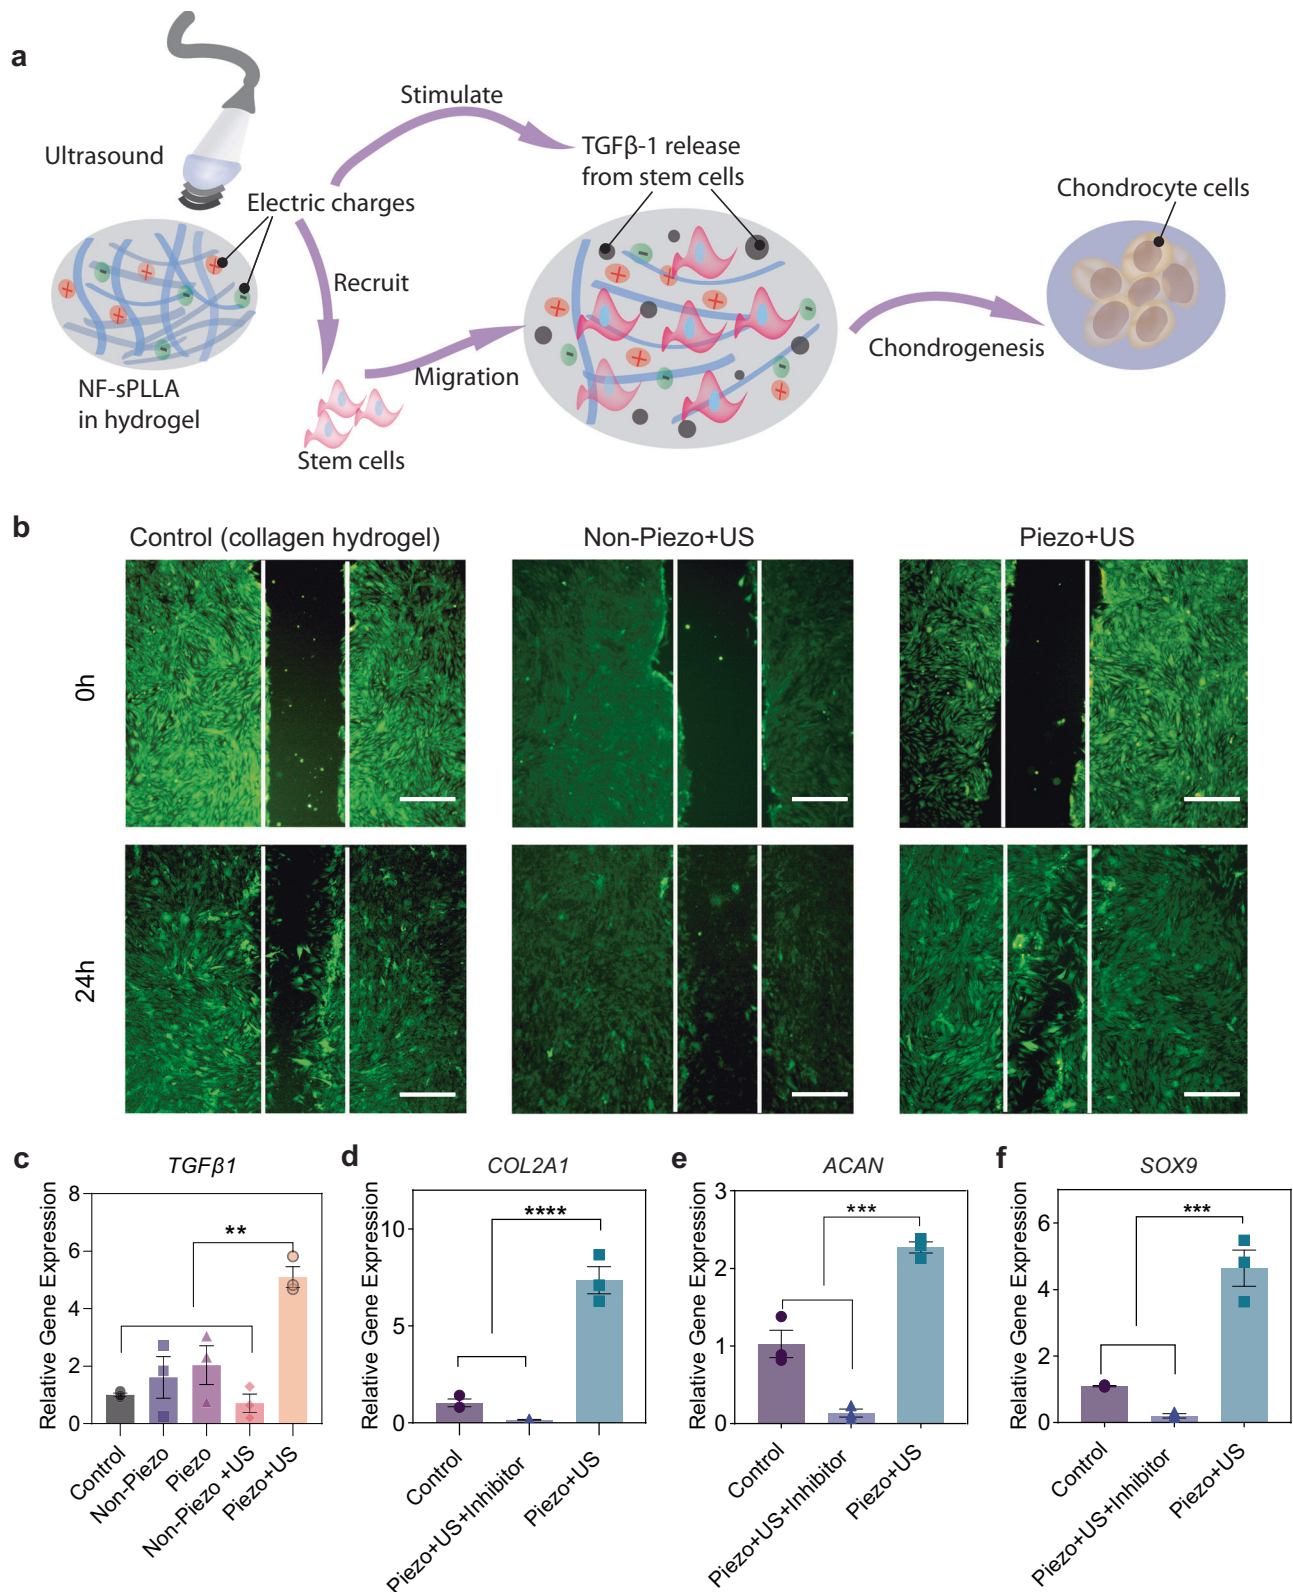 a
Ultrasound
Stimulate
Electric charges
TGFβ-1 release
from stem cells
Chondrocyte cells
Recruit
Migration
Chondrogenesis
NF-sPLLA
in hydrogel
Stem cells
b
Control (collagen hydrogel)
Non-Piezo+US
Piezo+US
0h
24h
c
TGFβ1
Relative Gene Expression
8
6
4
2
0
**
Control
Non-Piezo
Piezo
Non-Piezo +US
Piezo+US
d
COL2A1
Relative Gene Expression
10
5
0
****
Control
Piezo+US+Inhibitor
Piezo+US
e
ACAN
Relative Gene Expression
3
2
1
0
***
Control
Piezo+US+Inhibitor
Piezo+US
f
SOX9
Relative Gene Expression
6
4
2
0
***
Control
Piezo+US+Inhibitor
Piezo+US